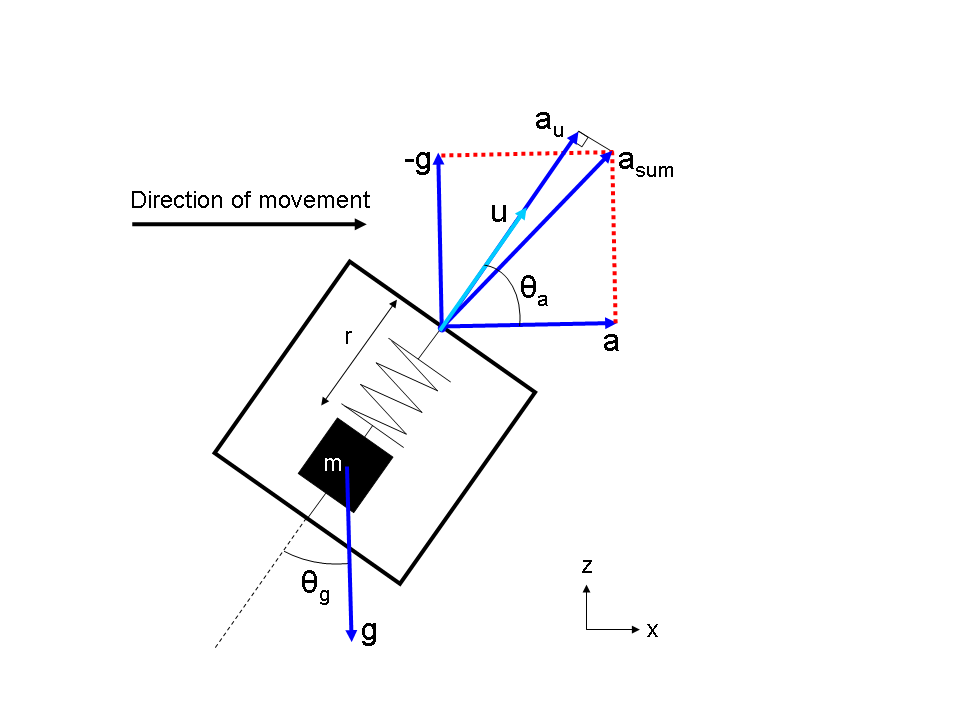 a_u
-g
a_sum
Direction of movement
u
θ_a
r
a
m
θ_g
g
z
x